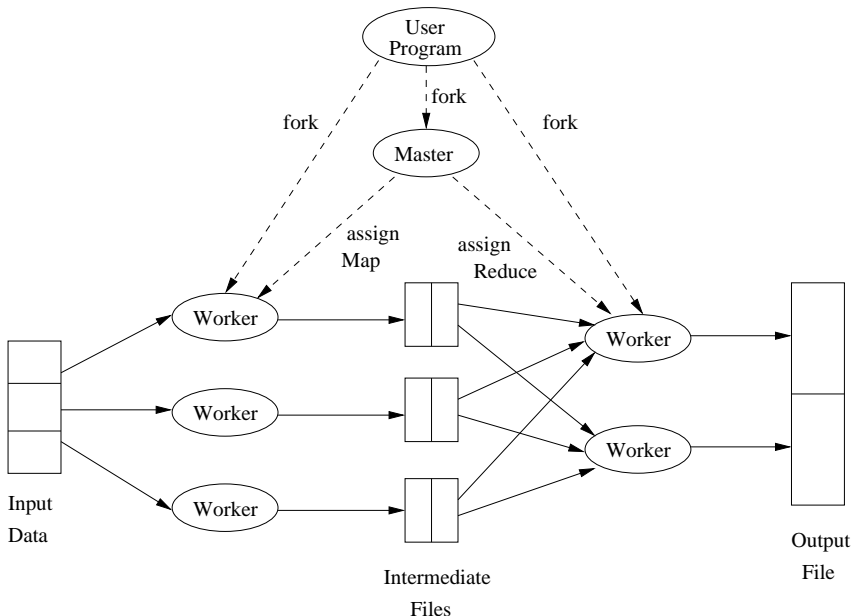 User
Program
fork
fork
fork
Master
assign
Map
assign
Reduce
Worker
Worker
Worker
Worker
Worker
Input
Data
Intermediate
Files
Output
File